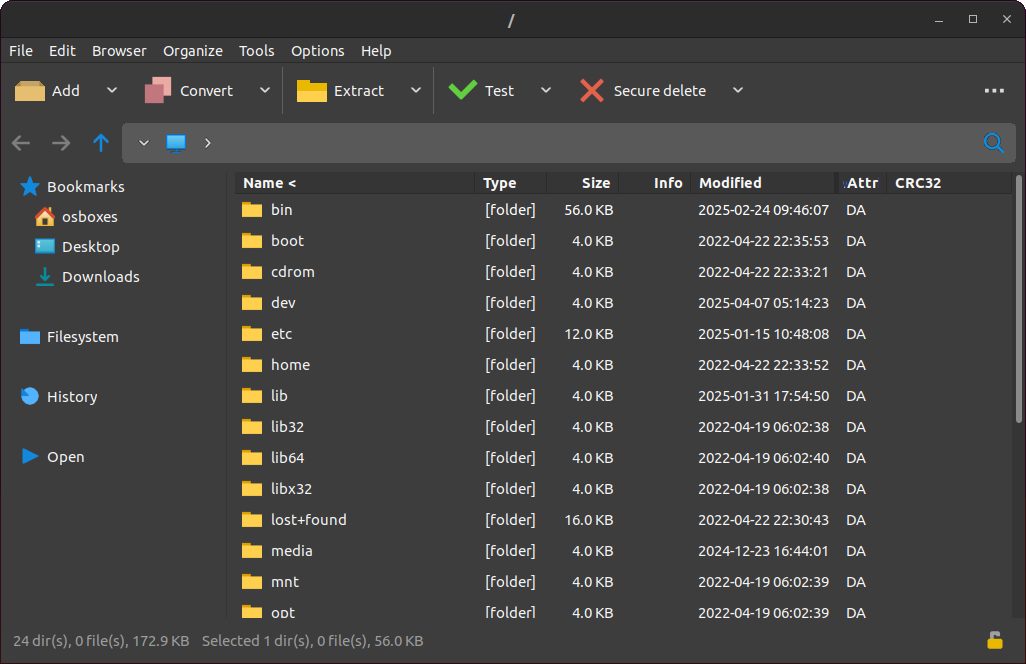 /
File Edit Browser Organize Tools Options Help
Add Convert Extract Test Secure delete
Bookmarks
osboxes
Desktop
Downloads
Filesystem
History
Open
Name < Type Size Info Modified Attr CRC32
bin [folder] 56.0 KB 2025-02-24 09:46:07 DA
boot [folder] 4.0 KB 2022-04-22 22:35:53 DA
cdrom [folder] 4.0 KB 2022-04-22 22:33:21 DA
dev [folder] 4.0 KB 2025-04-07 05:14:23 DA
etc [folder] 12.0 KB 2025-01-15 10:48:08 DA
home [folder] 4.0 KB 2022-04-22 22:33:52 DA
lib [folder] 4.0 KB 2025-01-31 17:54:50 DA
lib32 [folder] 4.0 KB 2022-04-19 06:02:38 DA
lib64 [folder] 4.0 KB 2022-04-19 06:02:40 DA
libx32 [folder] 4.0 KB 2022-04-19 06:02:38 DA
lost+found [folder] 16.0 KB 2022-04-22 22:30:43 DA
media [folder] 4.0 KB 2024-12-23 16:44:01 DA
mnt [folder] 4.0 KB 2022-04-19 06:02:39 DA
opt [folder] 4.0 KB 2022-04-19 06:02:39 DA
24 dir(s), 0 file(s), 172.9 KB Selected 1 dir(s), 0 file(s), 56.0 KB